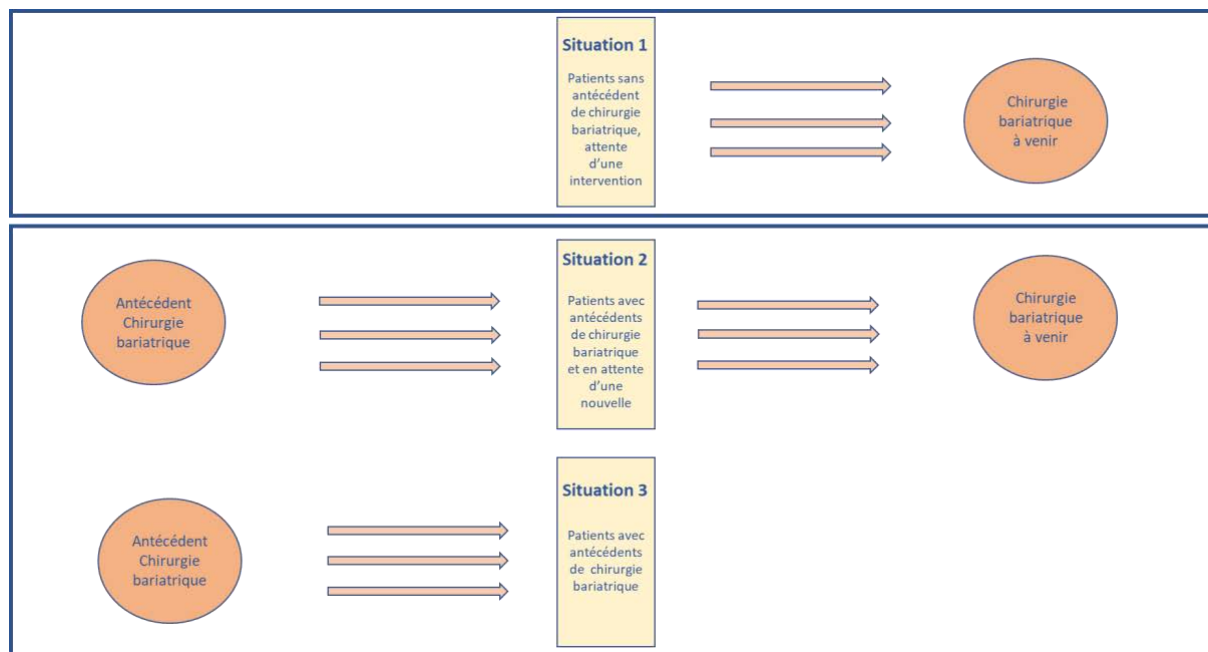 Situation 1
Patients sans
antécédent
de chirurgie
bariatrique,
attente
d'une
intervention
Chirurgie
bariatrique
à venir
Antécédent
Chirurgie
bariatrique
Situation 2
Patients avec
antécédents
de chirurgie
bariatrique
et en attente
d'une
nouvelle
Chirurgie
bariatrique
à venir
Antécédent
Chirurgie
bariatrique
Situation 3
Patients avec
antécédents
de chirurgie
bariatrique